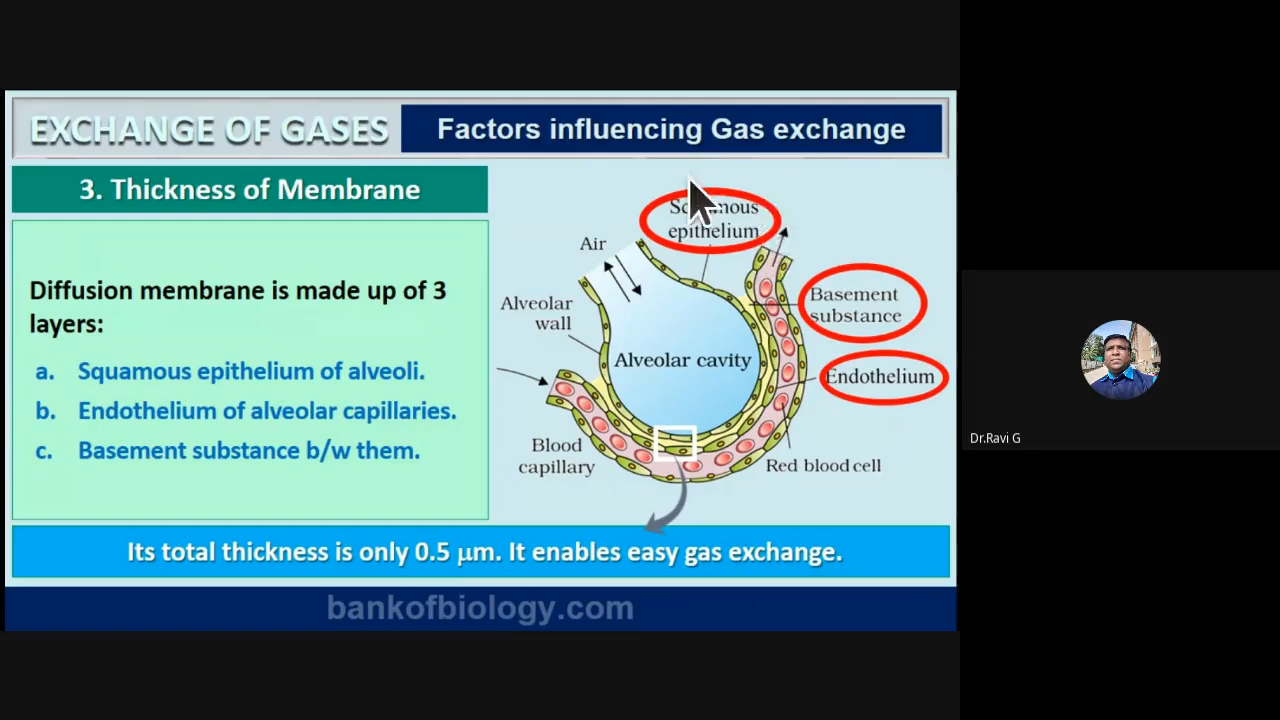 EXCHANGE OF GASES
Factors influencing Gas exchange
3. Thickness of Membrane
Diffusion membrane is made up of 3
layers:
a. Squamous epithelium of alveoli.
b. Endothelium of alveolar capillaries.
c. Basement substance b/w them.
epithelium
Air
Alveolar
wall
Basement
substance
Alveolar cavity
Endothelium
Blood
capillary
Red blood cell
Its total thickness is only 0.5 μm. It enables easy gas exchange.
bankofbiology.com
Dr.Ravi G